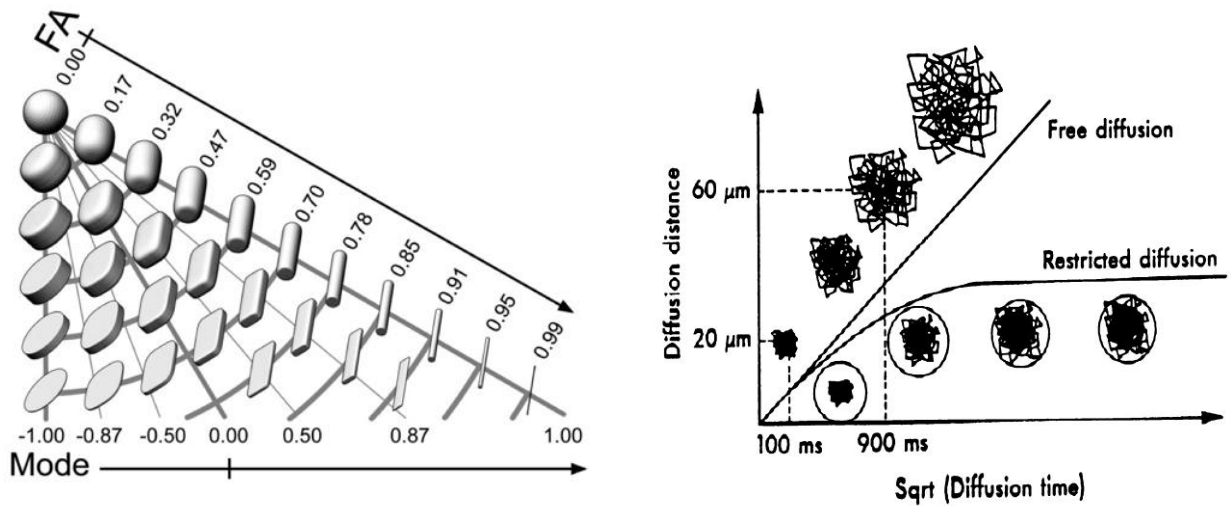 FA
0.00
0.17
0.32
0.47
0.59
0.70
0.78
0.85
0.91
0.95
0.99
-1.00 -0.87 -0.50 0.00 0.50 0.87 1.00
Mode
Diffusion distance
60 µm
20 µm
Free diffusion
Restricted diffusion
100 ms 900 ms
Sqrt (Diffusion time)